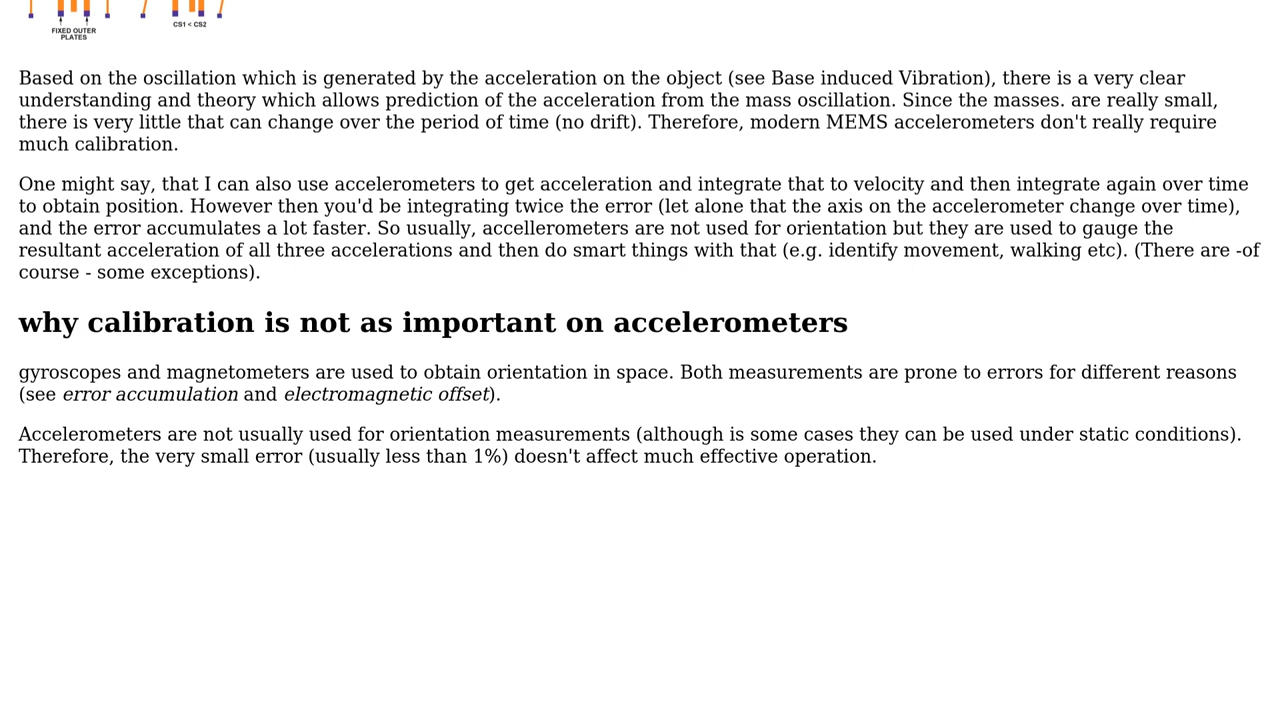 FIXED OUTER
PLATES
CS1 < CS2
Based on the oscillation which is generated by the acceleration on the object (see Base induced Vibration), there is a very clear
understanding and theory which allows prediction of the acceleration from the mass oscillation. Since the masses. are really small,
there is very little that can change over the period of time (no drift). Therefore, modern MEMS accelerometers don't really require
much calibration.
One might say, that I can also use accelerometers to get acceleration and integrate that to velocity and then integrate again over time
to obtain position. However then you'd be integrating twice the error (let alone that the axis on the accelerometer change over time),
and the error accumulates a lot faster. So usually, accellerometers are not used for orientation but they are used to gauge the
resultant acceleration of all three accelerations and then do smart things with that (e.g. identify movement, walking etc). (There are -of
course - some exceptions).
why calibration is not as important on accelerometers
gyroscopes and magnetometers are used to obtain orientation in space. Both measurements are prone to errors for different reasons
(see error accumulation and electromagnetic offset).
Accelerometers are not usually used for orientation measurements (although is some cases they can be used under static conditions).
Therefore, the very small error (usually less than 1%) doesn't affect much effective operation.